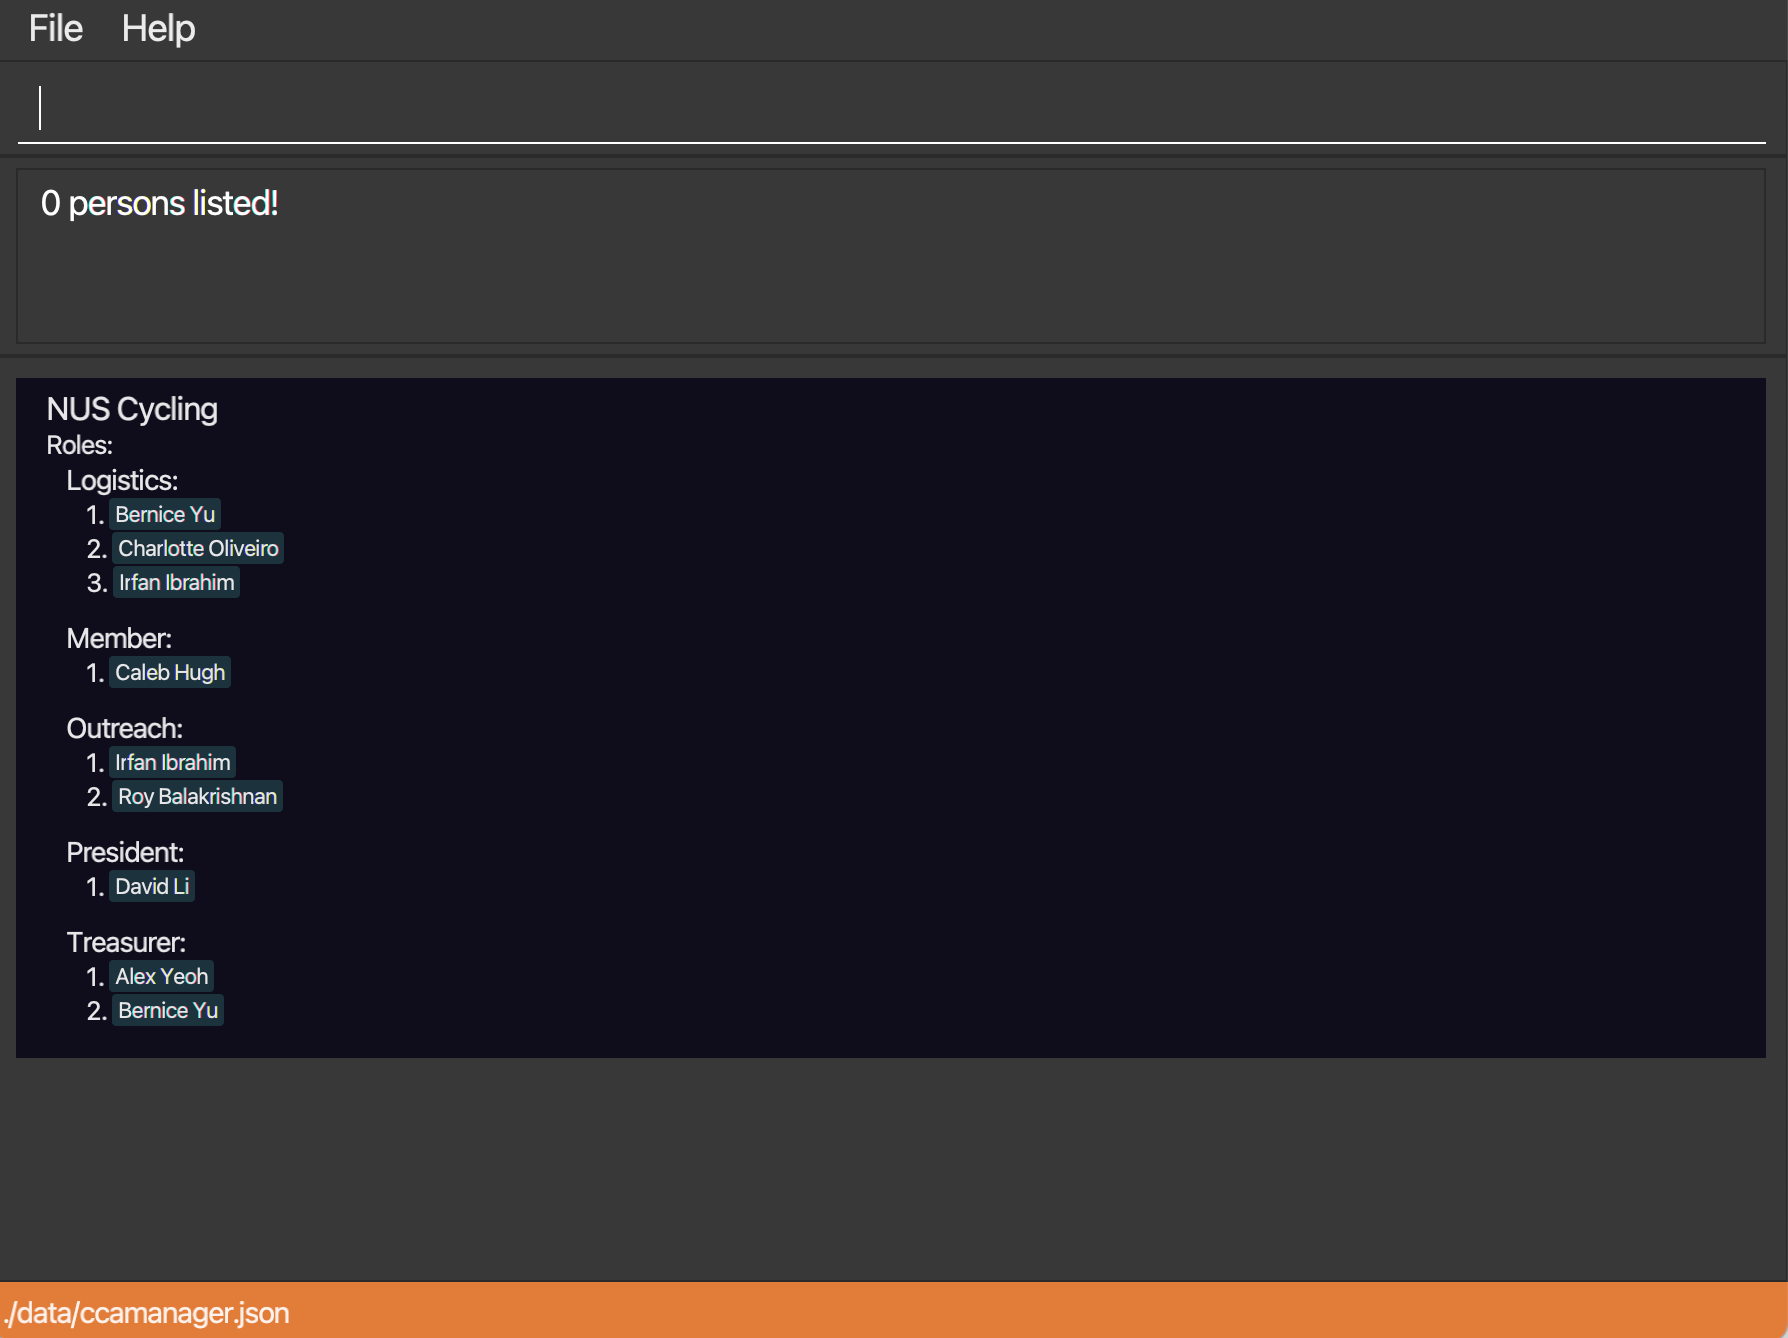 File Help
0 persons listed!
NUS Cycling
Roles:
Logistics:
1. Bernice Yu
2. Charlotte Oliveiro
3. Irfan Ibrahim
Member:
1. Caleb Hugh
Outreach:
1. Irfan Ibrahim
2. Roy Balakrishnan
President:
1. David Li
Treasurer:
1. Alex Yeoh
2. Bernice Yu
./data/ccamanager.json